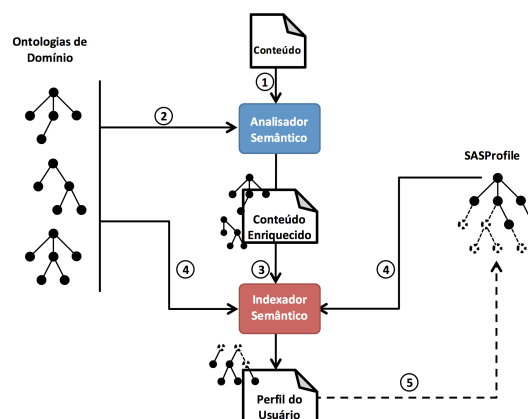 Ontologias de
Domínio
Conteúdo
1
2
Analisador
Semântico
SASProfile
Conteúdo
Enriquecido
4
3
4
Indexador
Semântico
5
Perfil do
Usuário